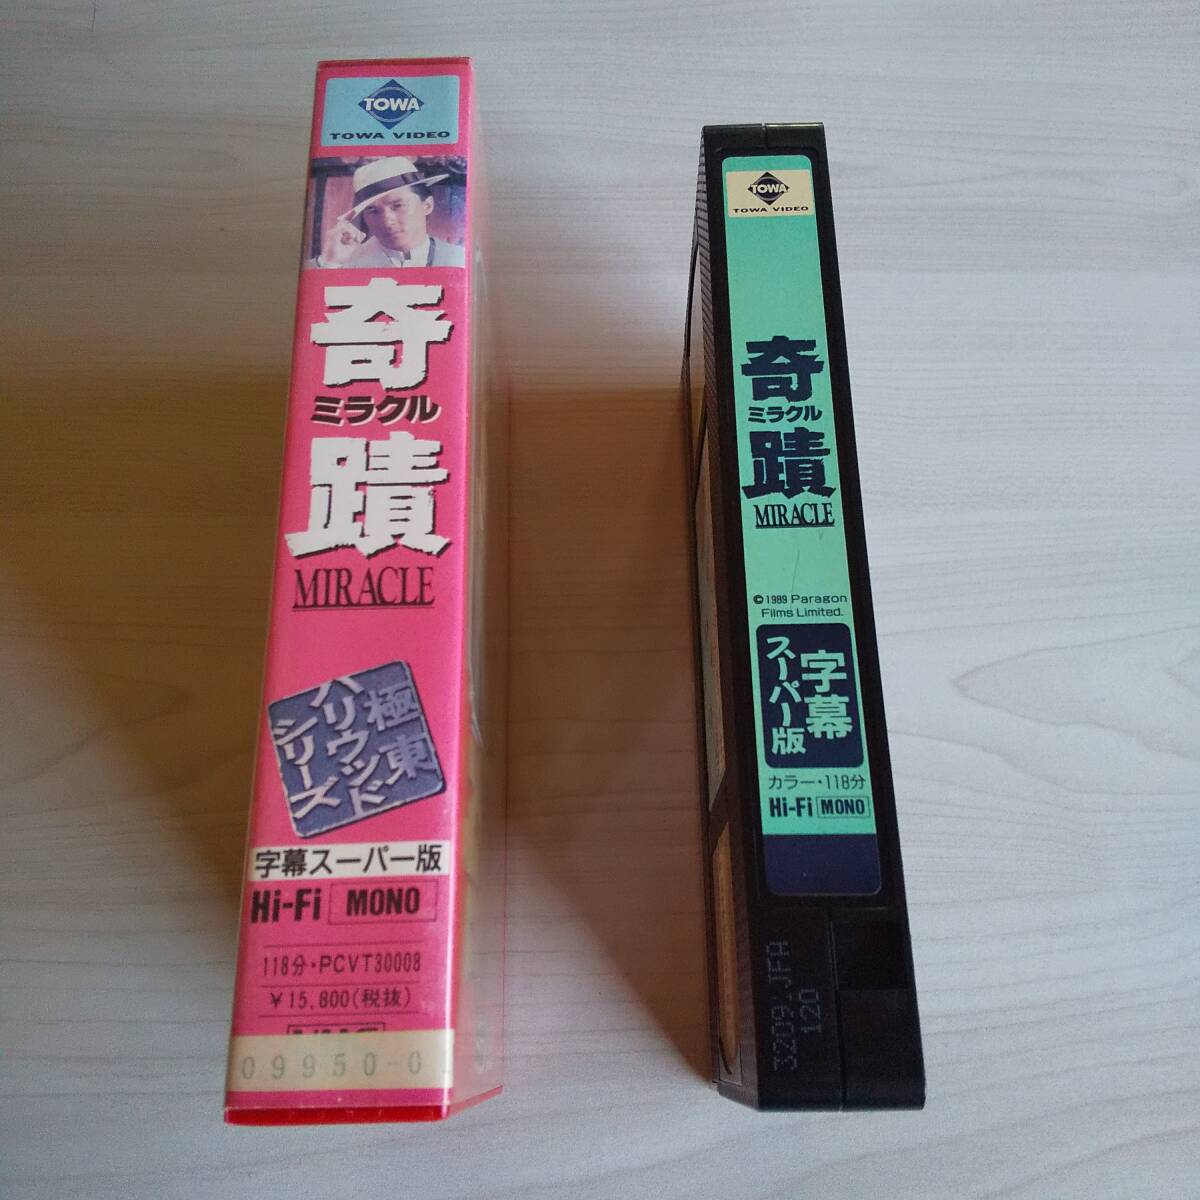 TOWA
TOWA VIDEO
奇
ミラクル
蹟
MIRACLE
極東
ハリウッド
シリーズ
字幕スーパー版
Hi-Fi MONO
118分・PCVT30008
¥15,800(税抜)
09950-0
TOWA
TOWA VIDEO
奇
ミラクル
蹟
MIRACLE
©1989 Paragon
Films Limited.
字幕
スーパー版
カラー・118分
Hi-Fi MONO
3209.JFH
120